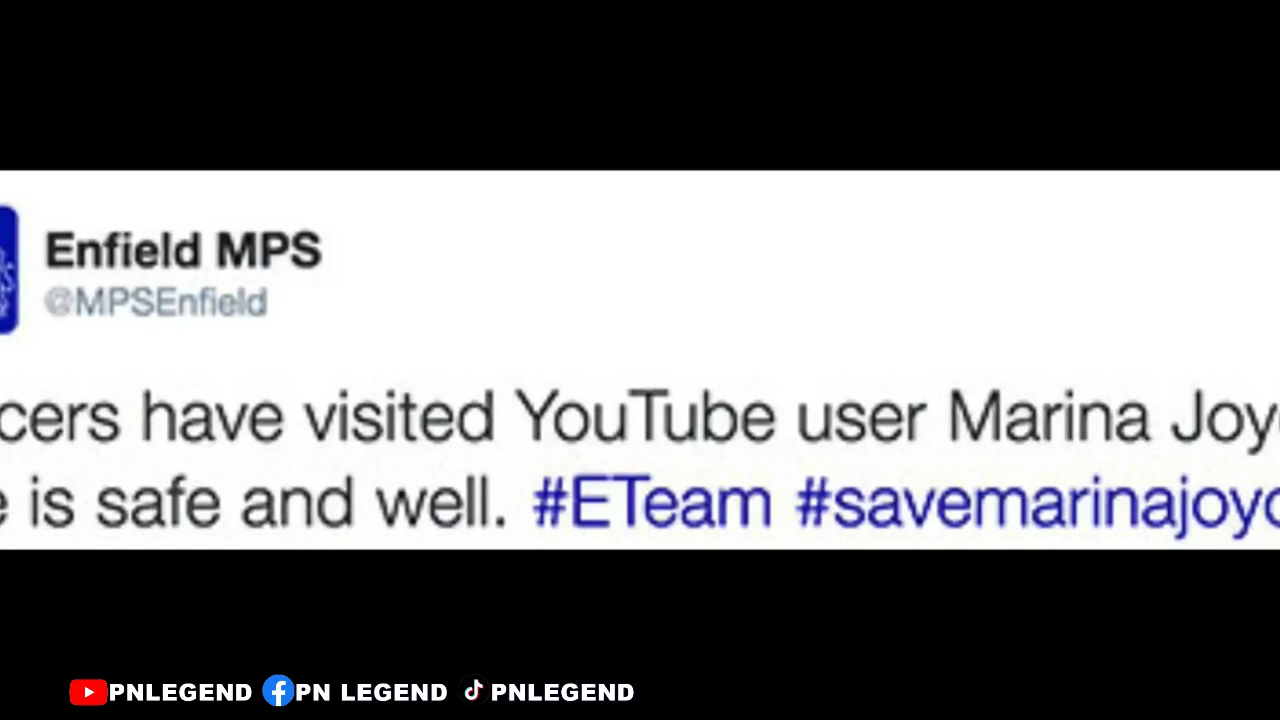 Enfield MPS
@MPSEnfield
cers have visited YouTube user Marina Joy
e is safe and well. #ETeam #savemarinajoyc
PNLEGEND PN LEGEND PNLEGEND